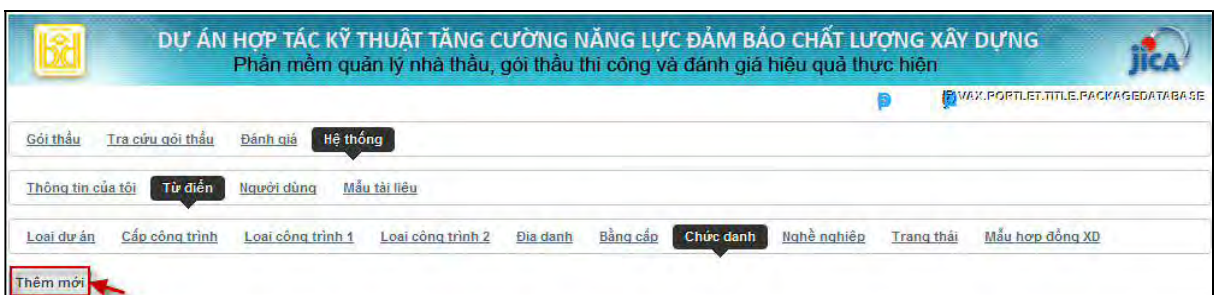 DỰ ÁN HỢP TÁC KỸ THUẬT TĂNG CƯỜNG NĂNG LỰC ĐẢM BẢO CHẤT LƯỢNG XÂY DỰNG
Phần mềm quản lý nhà thầu, gói thầu thi công và đánh giá hiệu quả thực hiện
jICA
VAX.PORTLET.TITLE.PACKAGEDATABASE
Gói thầu Tra cứu gói thầu Đánh giá Hệ thống
Thông tin của tôi Từ điển Người dùng Mẫu tài liệu
Loại dự án Cấp công trình Loại công trình 1 Loại công trình 2 Địa danh Bằng cấp Chức danh Nghề nghiệp Trạng thái Mẫu hợp đồng XD
Thêm mới